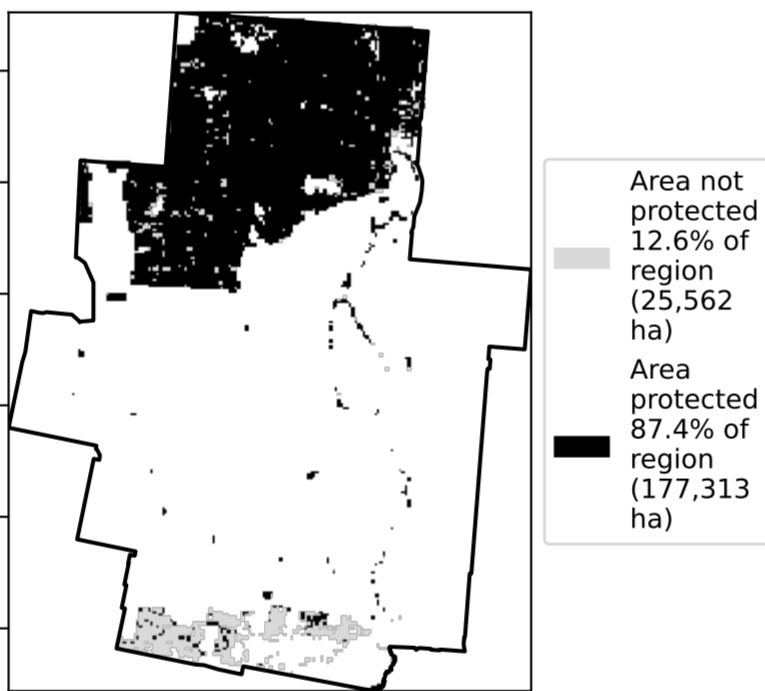 Area not
protected
12.6% of
region
(25,562
ha)
Area
protected
87.4% of
region
(177,313
ha)